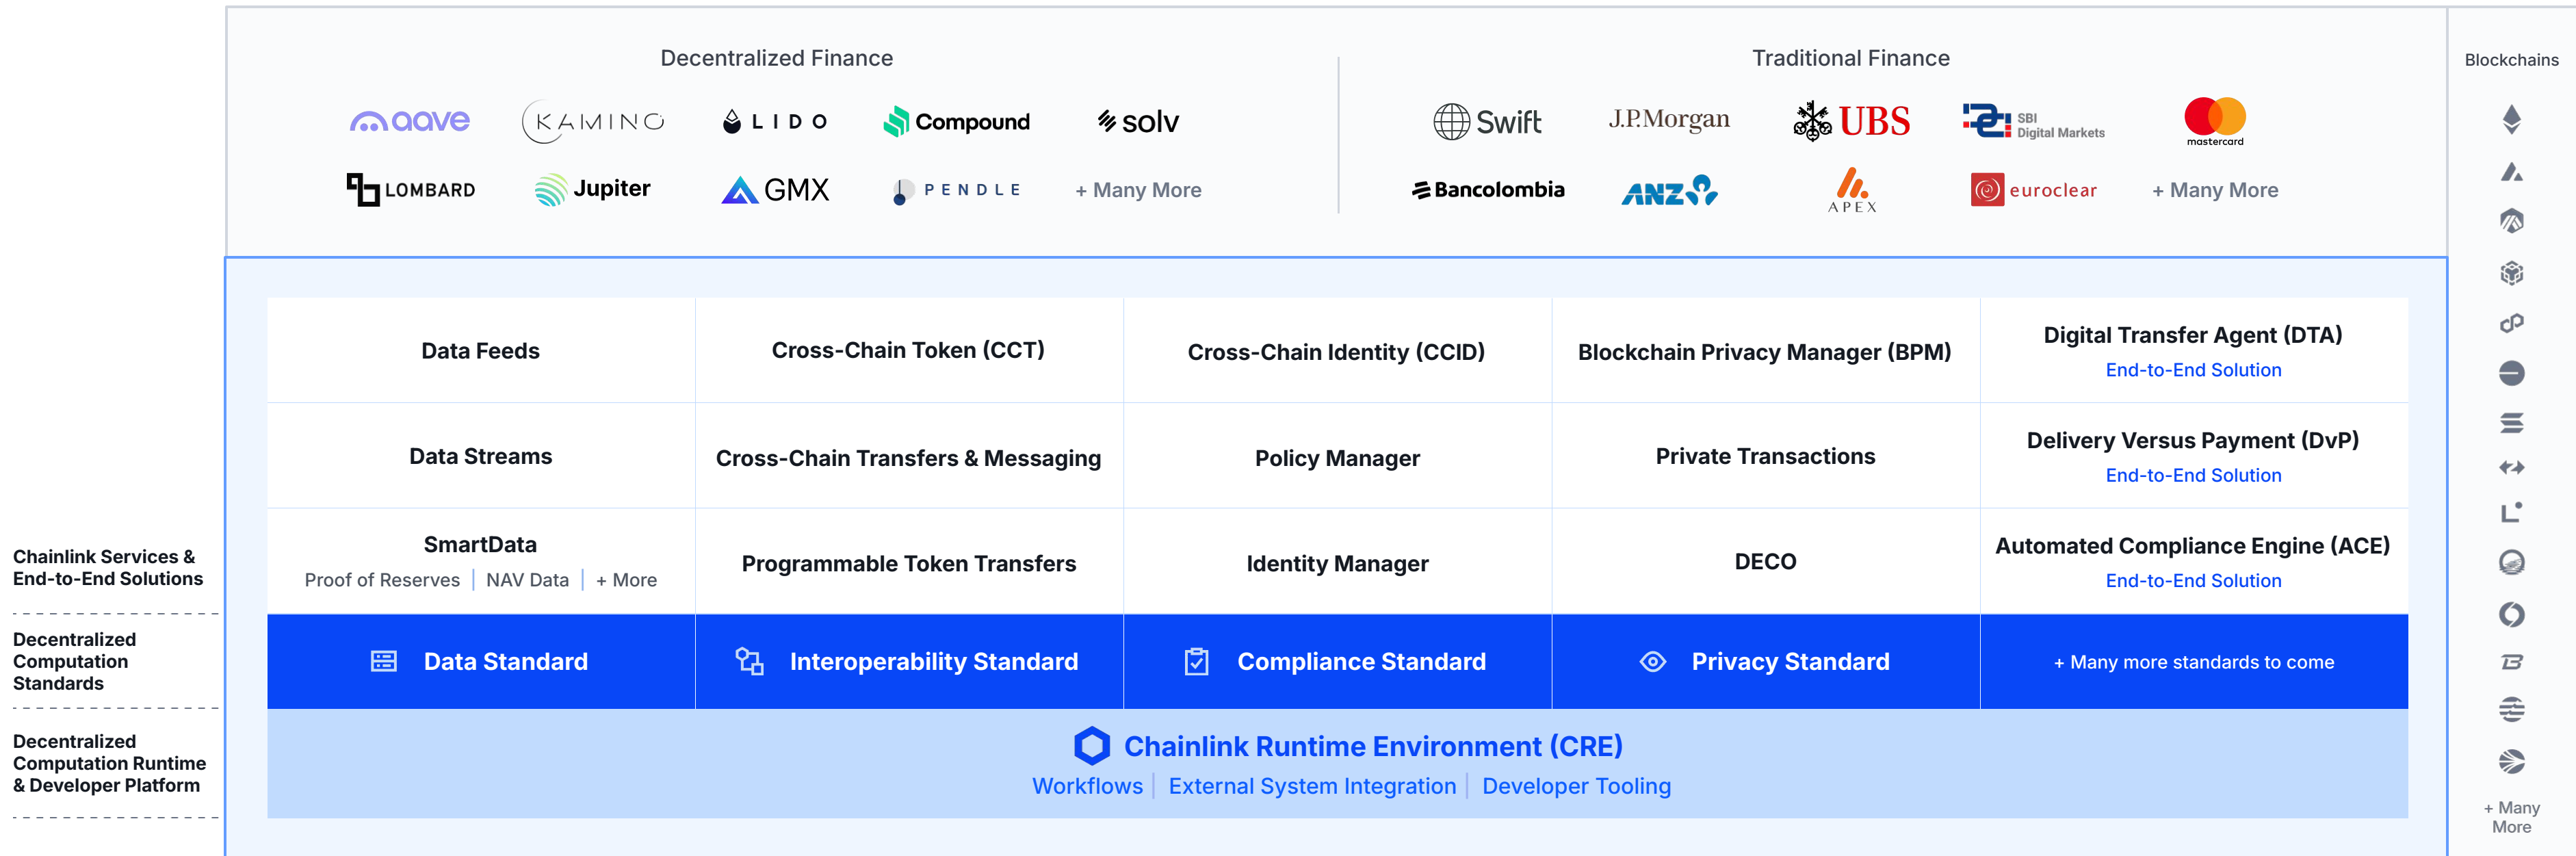 Decentralized Finance
Traditional Finance
Blockchains
aave
KAMINO
LIDO
Compound
solv
Swift
J.P.Morgan
UBS
SBI
Digital Markets
mastercard
LOMBARD
Jupiter
GMX
PENDLE
+ Many More
Bancolombia
ANZ
APEX
euroclear
+ Many More
Data Feeds
Cross-Chain Token (CCT)
Cross-Chain Identity (CCID)
Blockchain Privacy Manager (BPM)
Digital Transfer Agent (DTA)
End-to-End Solution
Data Streams
Cross-Chain Transfers & Messaging
Policy Manager
Private Transactions
Delivery Versus Payment (DvP)
End-to-End Solution
Chainlink Services &
End-to-End Solutions
SmartData
Proof of Reserves | NAV Data | + More
Programmable Token Transfers
Identity Manager
DECO
Automated Compliance Engine (ACE)
End-to-End Solution
Decentralized
Computation
Standards
Data Standard
Interoperability Standard
Compliance Standard
Privacy Standard
+ Many more standards to come
Decentralized
Computation Runtime
& Developer Platform
Chainlink Runtime Environment (CRE)
Workflows | External System Integration | Developer Tooling
+ Many
More